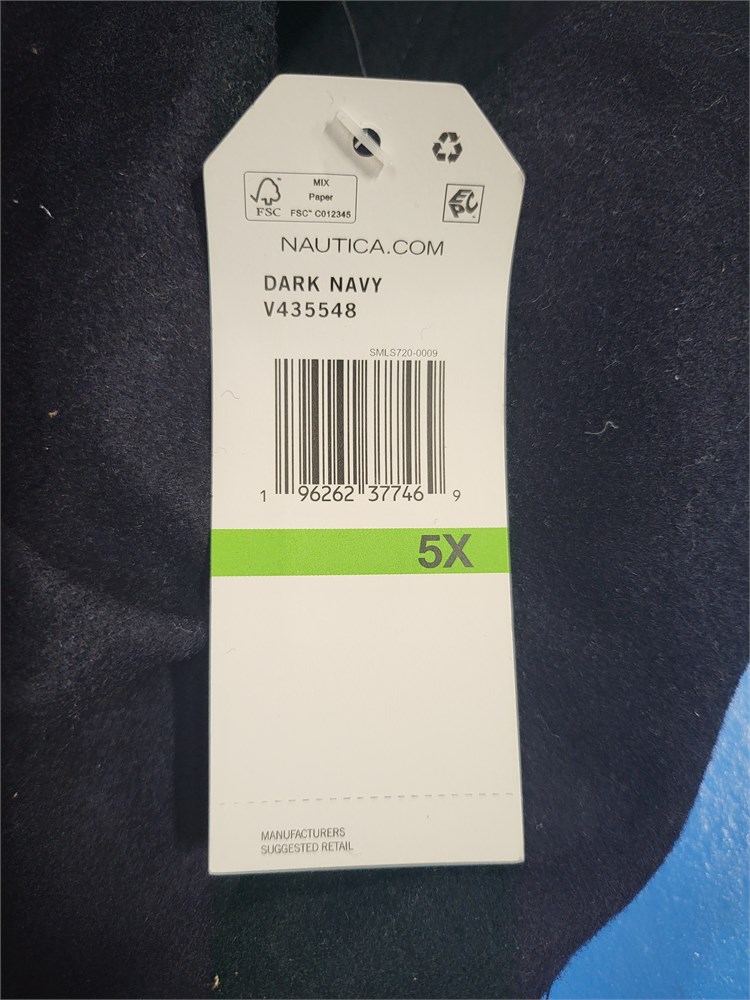 MIX
Paper
FSC
FSC® C012345
EPC
NAUTICA.COM
DARK NAVY
V435548
SMLS720-0009
1 96262 37746 9
5X
MANUFACTURERS
SUGGESTED RETAIL